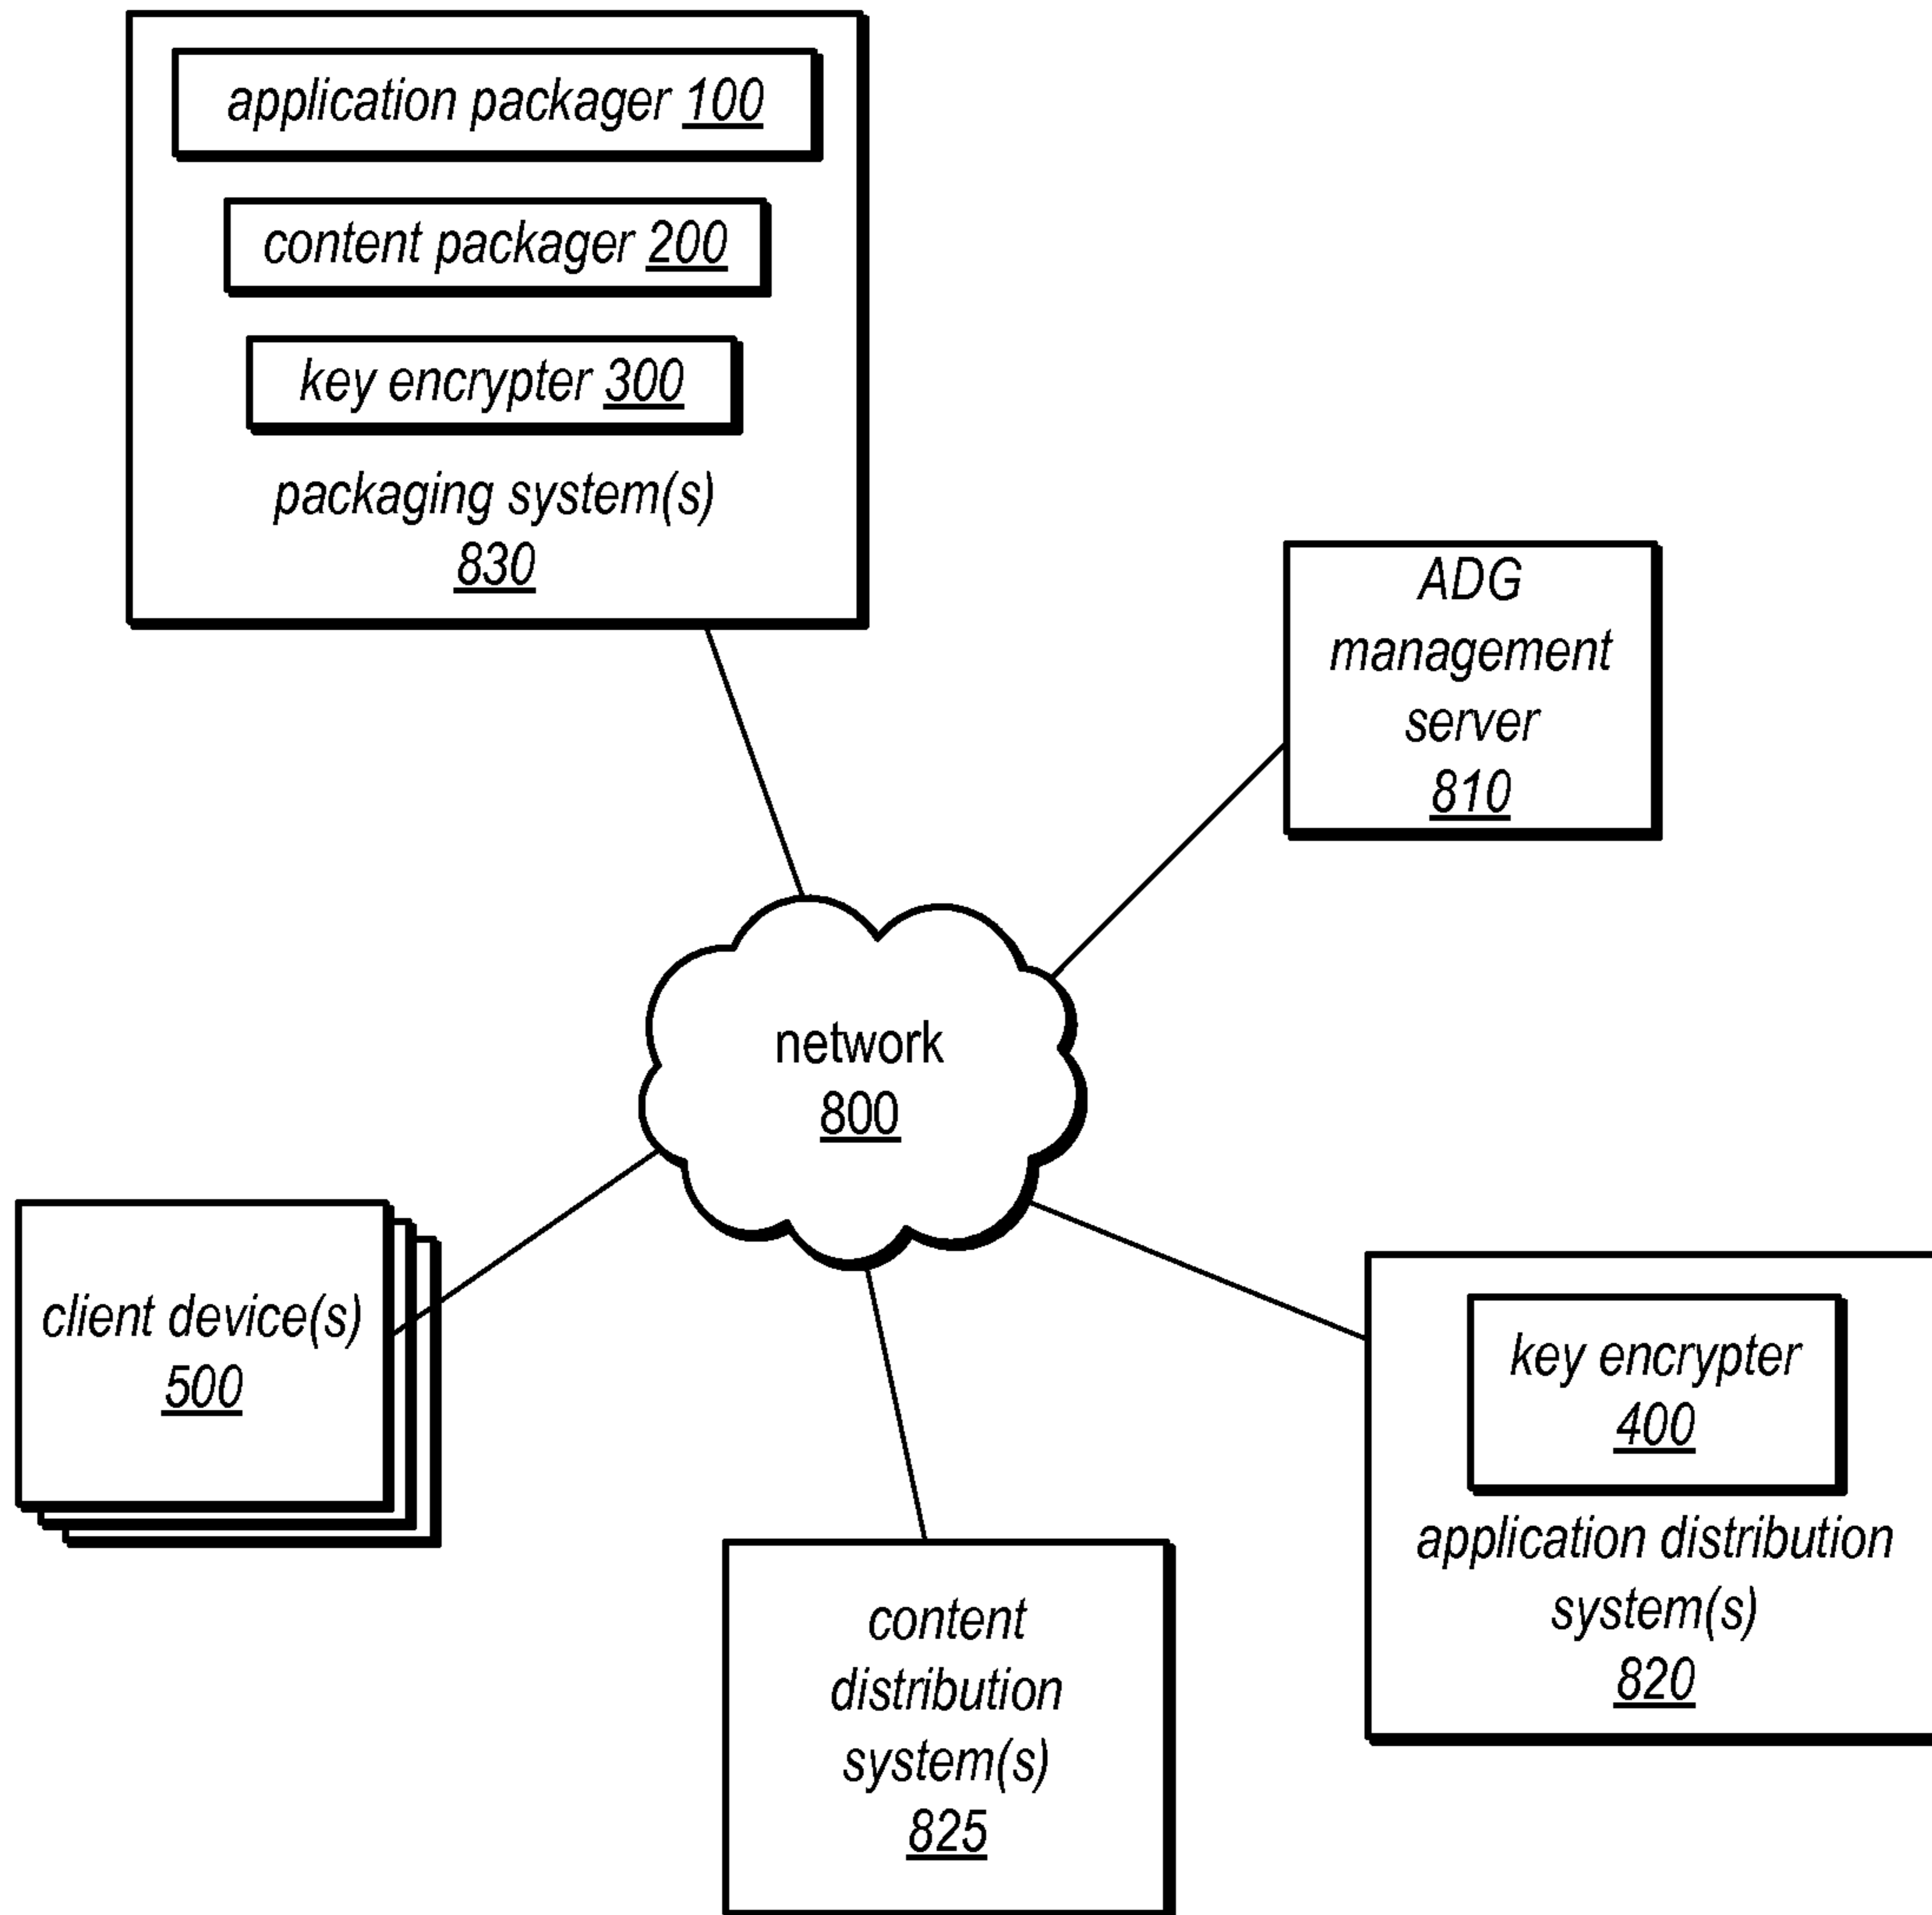 application packager 100
content packager 200
key encrypter 300
packaging system(s)
830
ADG
management
server
810
network
800
client device(s)
500
key encrypter
400
application distribution
system(s)
820
content
distribution
system(s)
825